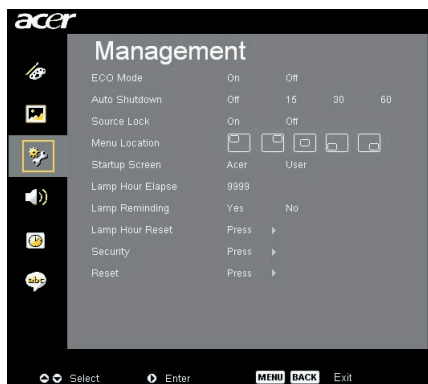 acer
Management
ECO Mode On Off
Auto Shutdown Off 15 30 60
Source Lock On Off
Menu Location
Startup Screen Acer User
Lamp Hour Elapse 9999
Lamp Reminding Yes No
Lamp Hour Reset Press
Security Press
Reset Press
abc
Select Enter MENU BACK Exit